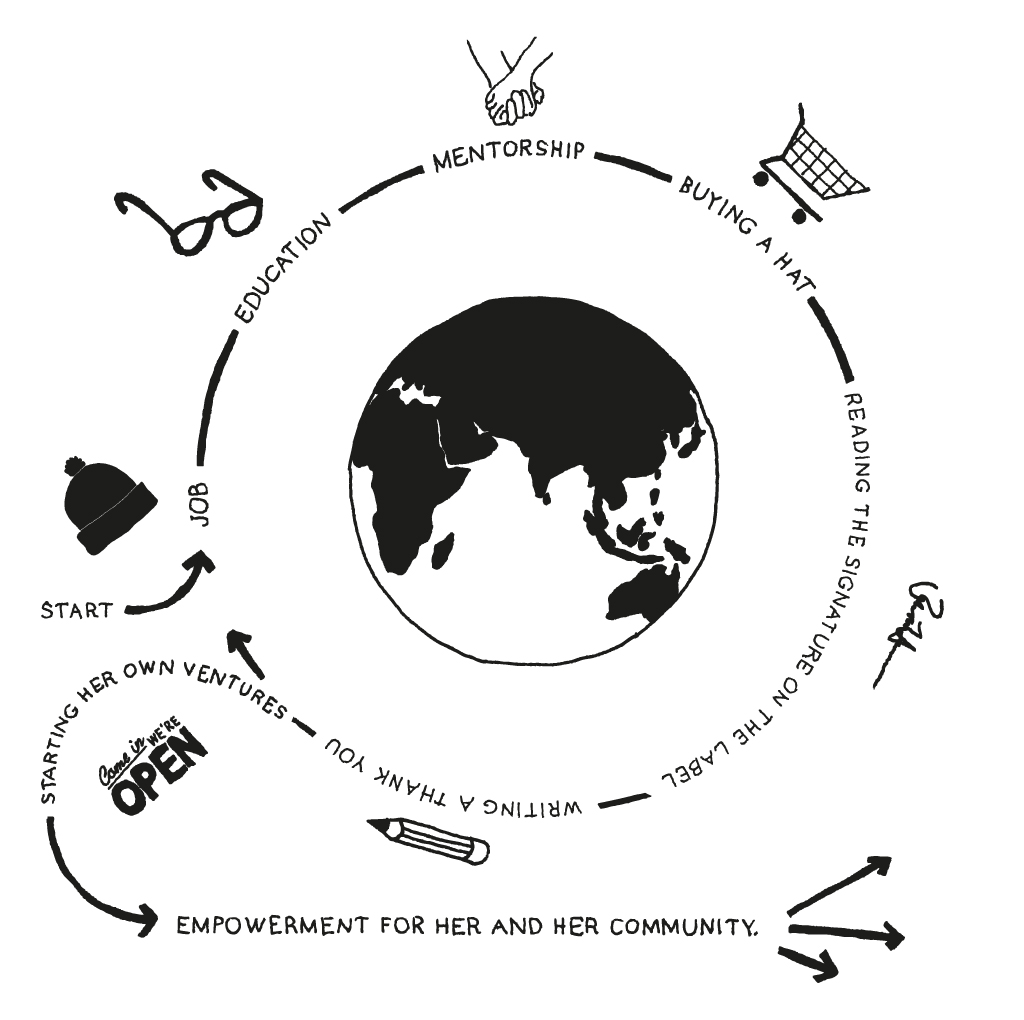 START
JOB
EDUCATION
MENTORSHIP
BUYING A HAT
READING THE SIGNATURE ON THE LABEL
WRITING A THANK YOU
STARTING HER OWN VENTURES
Come in WE'RE
OPEN
EMPOWERMENT FOR HER AND HER COMMUNITY.